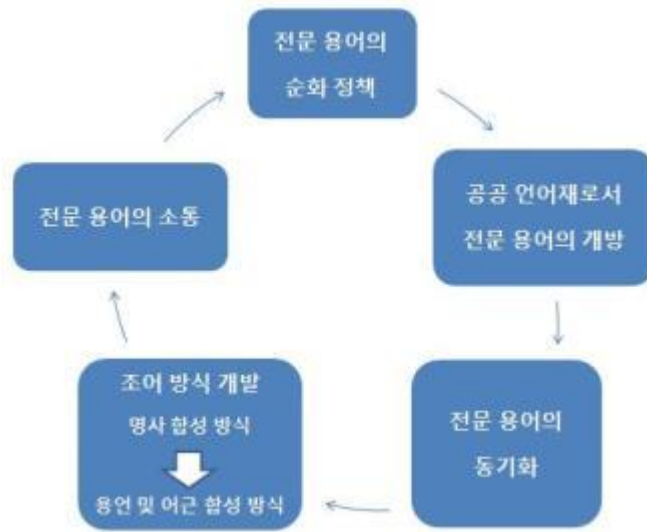 전문 용어의
순화 정책
공공 언어재로서
전문 용어의 개방
전문 용어의
동기화
조어 방식 개발
명사 합성 방식
용언 및 어근 합성 방식
전문 용어의 소통